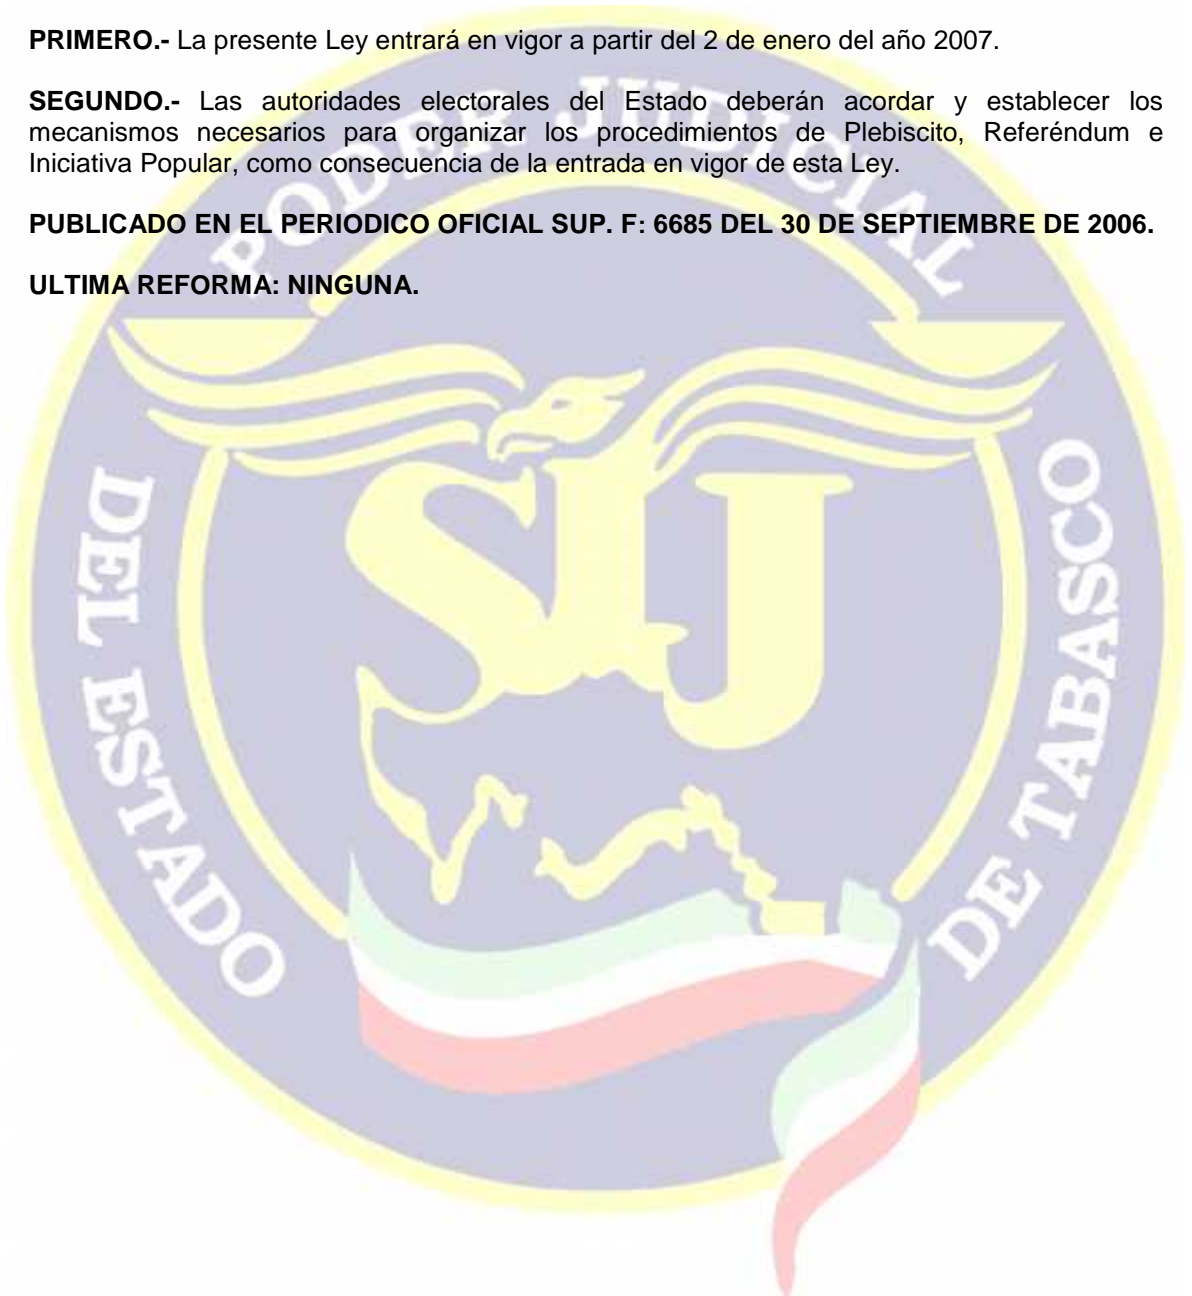 PRIMERO.- La presente Ley entrará en vigor a partir del 2 de enero del año 2007.
SEGUNDO.- Las autoridades electorales del Estado deberán acordar y establecer los
mecanismos necesarios para organizar los procedimientos de Plebiscito, Referéndum e
Iniciativa Popular, como consecuencia de la entrada en vigor de esta Ley.
PUBLICADO EN EL PERIODICO OFICIAL SUP. F: 6685 DEL 30 DE SEPTIEMBRE DE 2006.
ULTIMA REFORMA: NINGUNA.
PODER JUDICIAL
DEL ESTADO
DE TABASCO
SIJ